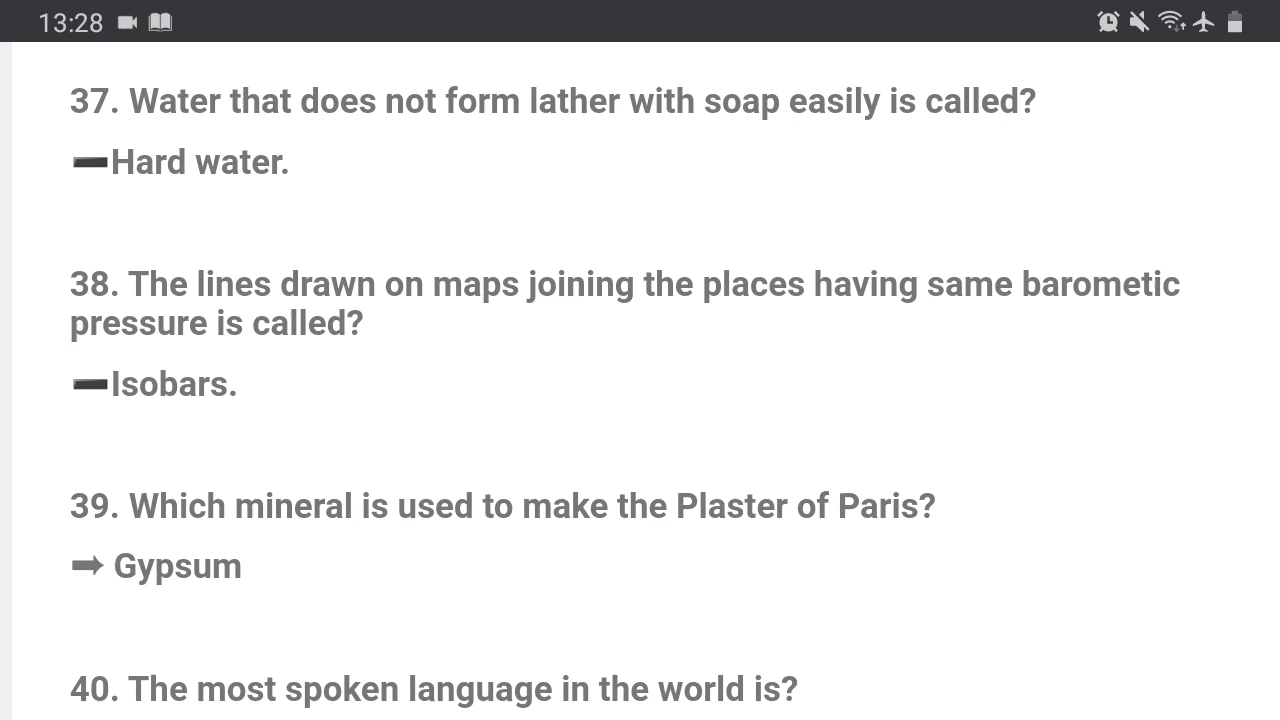 13:28
37. Water that does not form lather with soap easily is called?
➖Hard water.
38. The lines drawn on maps joining the places having same barometic
pressure is called?
➖Isobars.
39. Which mineral is used to make the Plaster of Paris?
➡ Gypsum
40. The most spoken language in the world is?